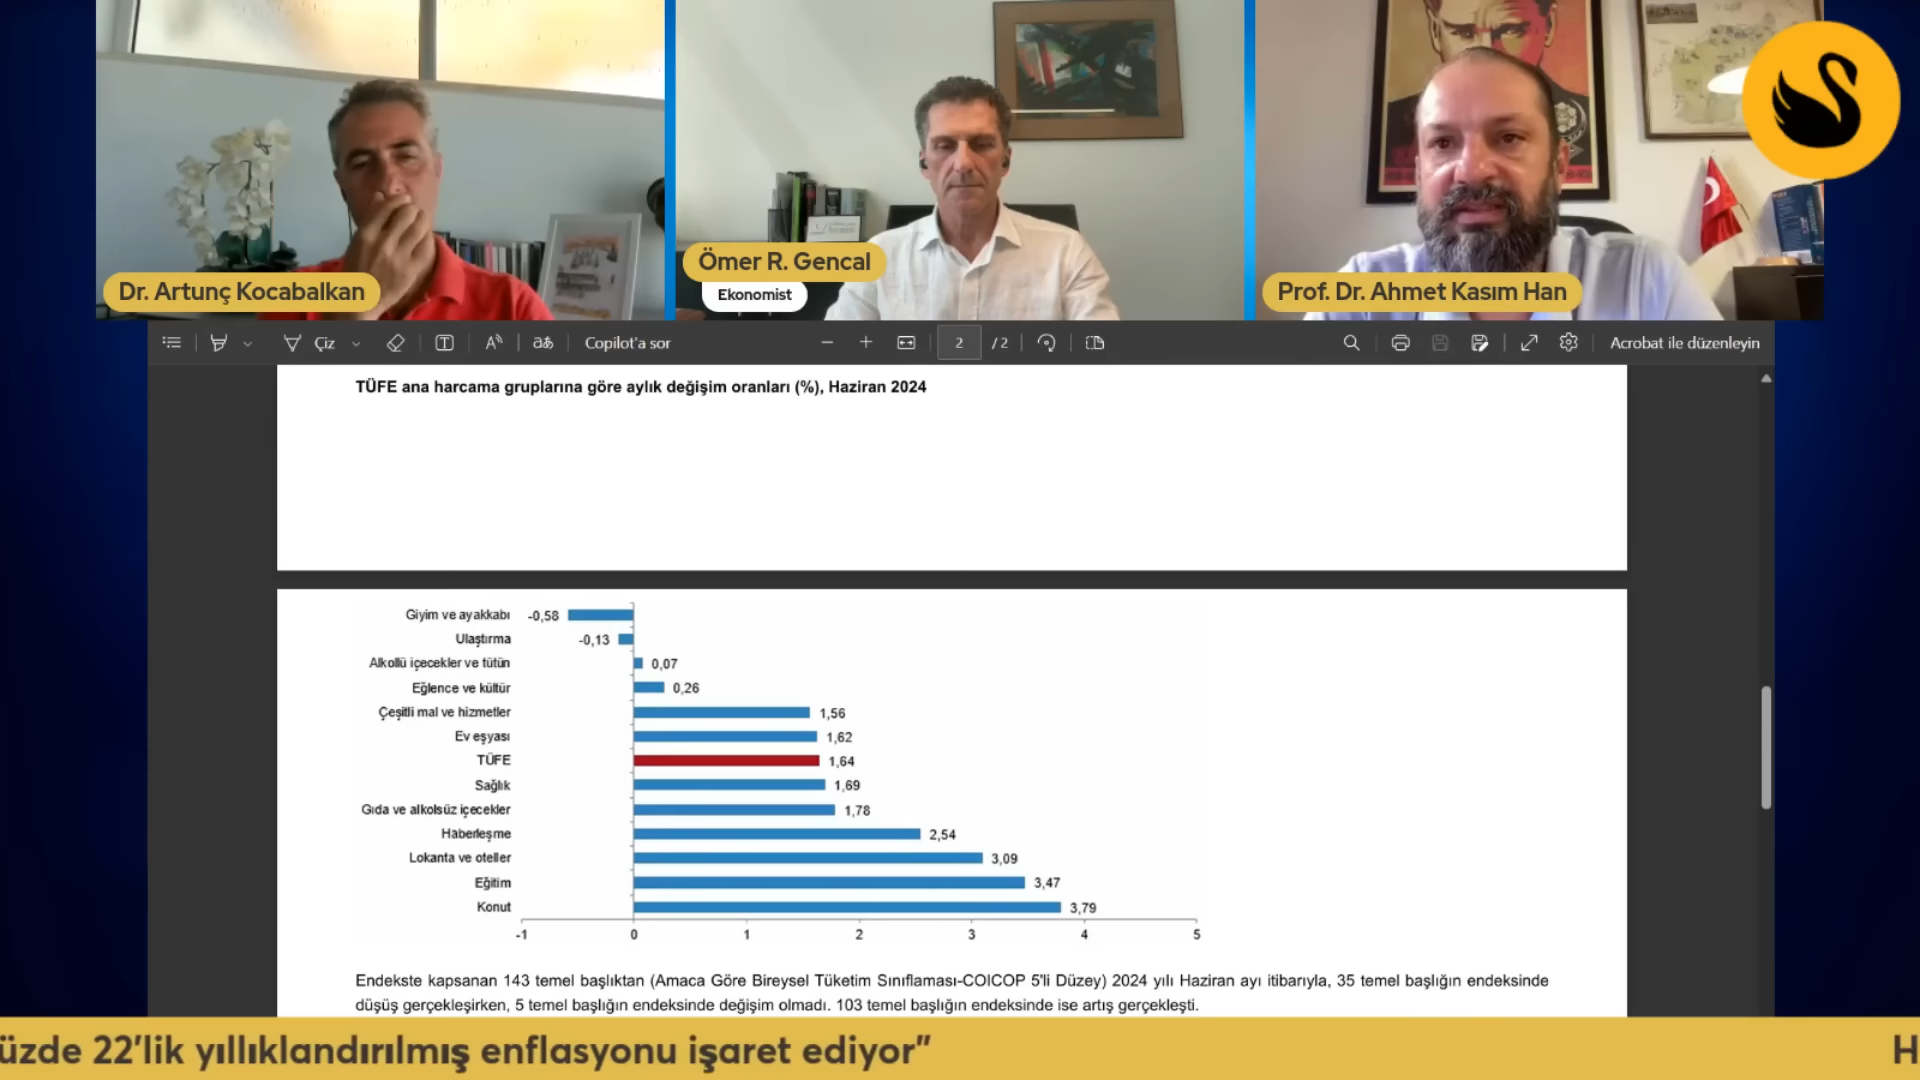 Dr. Artunç Kocabalkan
Ömer R. Gencal
Ekonomist
Prof. Dr. Ahmet Kasım Han
Çiz
Copilot'a sor
2
/ 2
Acrobat ile düzenleyin
TÜFE ana harcama gruplarına göre aylık değişim oranları (%), Haziran 2024
Giyim ve ayakkabı -0,58
Ulaştırma -0,13
Alkollü içecekler ve tütün 0,07
Eğlence ve kültür 0,26
Çeşitli mal ve hizmetler 1,56
Ev eşyası 1,62
TÜFE 1,64
Sağlık 1,69
Gıda ve alkolsüz içecekler 1,78
Haberleşme 2,54
Lokanta ve oteller 3,09
Eğitim 3,47
Konut 3,79
-1 0 1 2 3 4 5
Endekste kapsanan 143 temel başlıktan (Amaca Göre Bireysel Tüketim Sınıflaması-COICOP 5'li Düzey) 2024 yılı Haziran ayı itibarıyla, 35 temel başlığın endeksinde
düşüş gerçekleşirken, 5 temel başlığın endeksinde değişim olmadı. 103 temel başlığın endeksinde ise artış gerçekleşti.
üzde 22'lik yıllıklandırılmış enflasyonu işaret ediyor" H